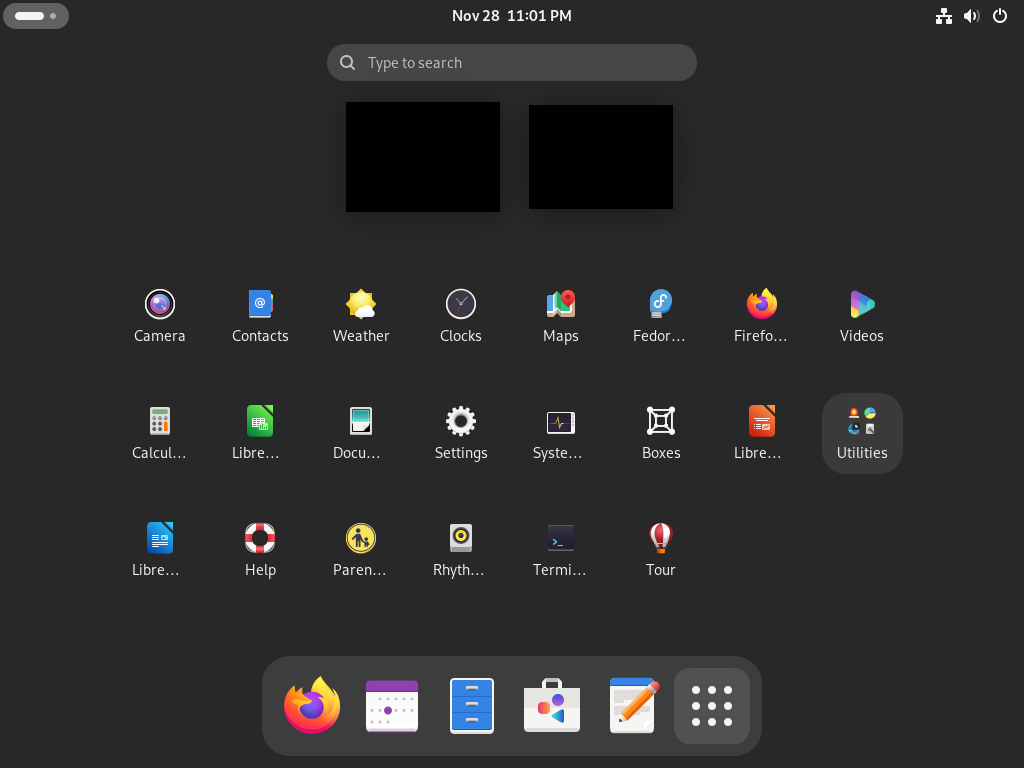 Nov 28 11:01 PM
Type to search
Camera
Contacts
Weather
Clocks
Maps
Fedor...
Firefo...
Videos
Calcul...
Libre...
Docu...
Settings
Syste...
Boxes
Libre...
Utilities
Libre...
Help
Paren...
Rhyth...
Termi...
Tour